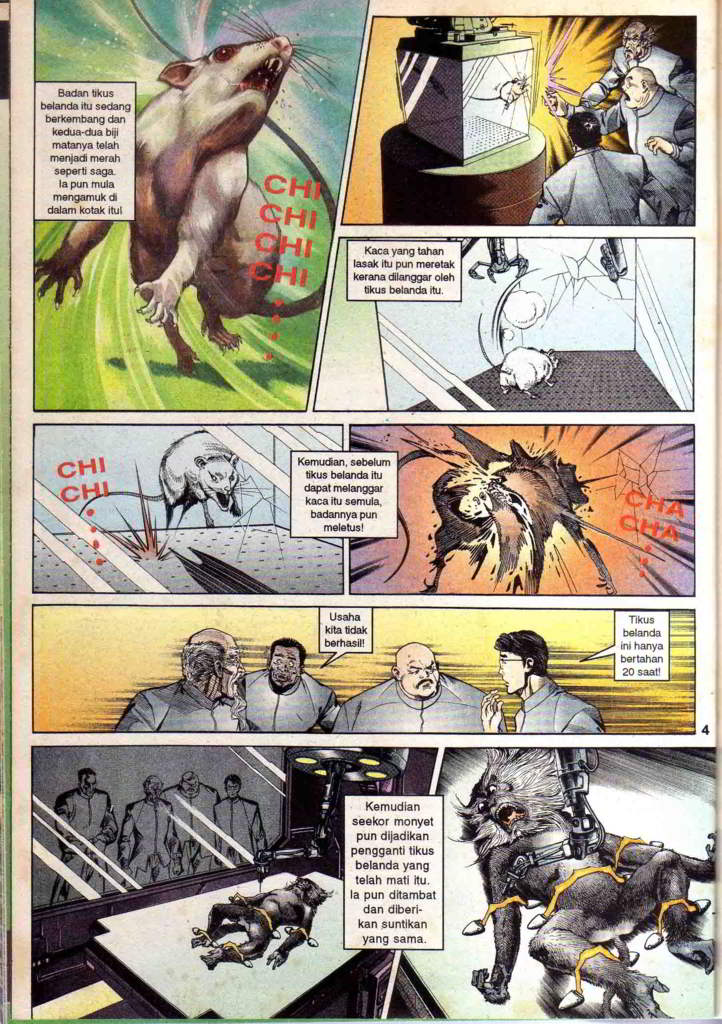 Badan tikus
belanda itu sedang
berkembang dan
kedua-dua biji
matanya telah
menjadi merah
seperti saga.
Ia pun mula
mengamuk di
dalam kotak itu!
CHI
CHI
CHI
CHI
Kaca yang tahan
lasak itu pun meretak
kerana dilanggar oleh
tikus belanda itu.
CHI
CHI
Kemudian, sebelum
tikus belanda itu
dapat melanggar
kaca itu semula,
badannya pun
meletus!
CHA
CHA
Usaha
kita tidak
berhasil!
Tikus
belanda
ini hanya
bertahan
20 saat!
4
Kemudian
seekor monyet
pun dijadikan
pengganti tikus
belanda yang
telah mati itu.
Ia pun ditambat
dan diberi-
kan suntikan
yang sama.